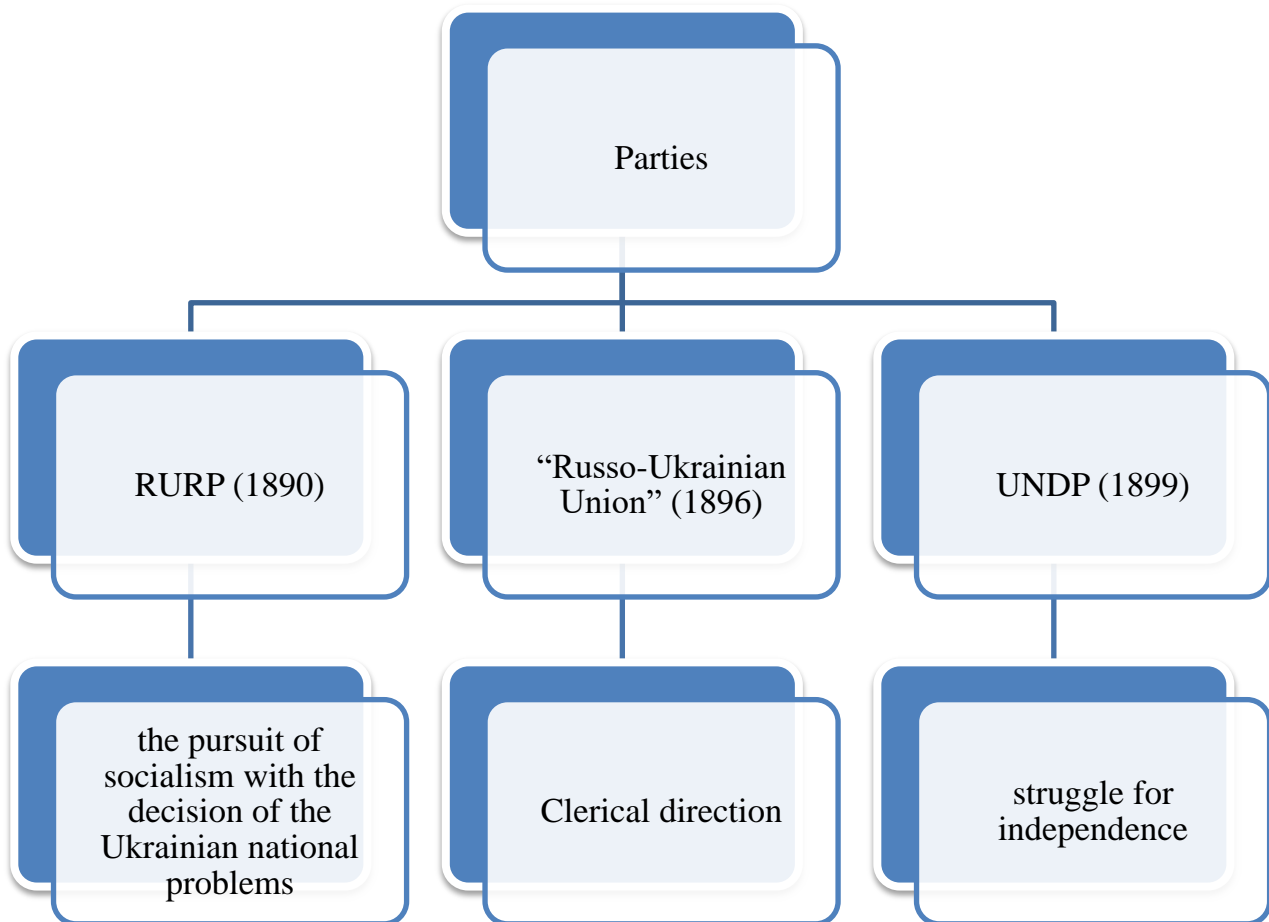 Parties
RURP (1890)
“Russo-Ukrainian
Union” (1896)
UNDP (1899)
the pursuit of
socialism with the
decision of the
Ukrainian national
problems
Clerical direction
struggle for
independence